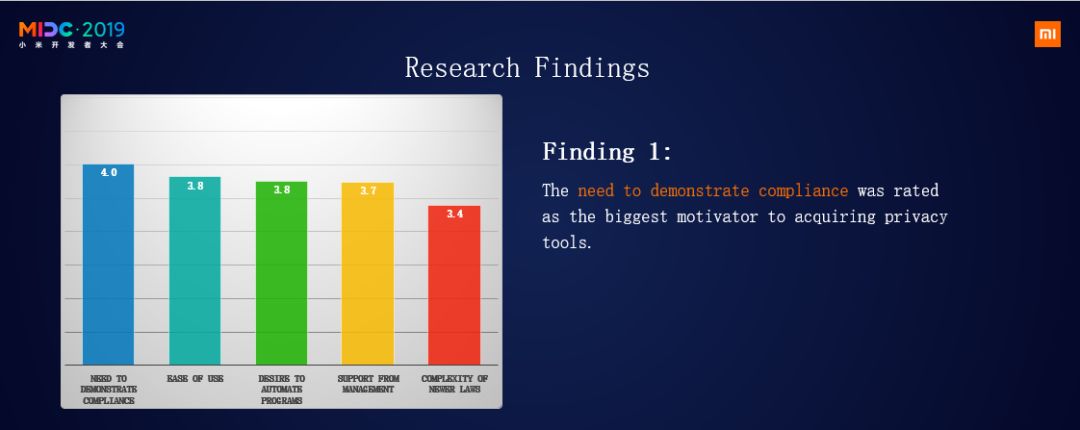 MIDC·2019
小米开发者大会
Research Findings
4.0
3.8
3.8
3.7
3.4
NEED TO
DEMONSTRATE
COMPLIANCE
EASE OF USE
DESIRE TO
AUTOMATE
PROGRAMS
SUPPORT FROM
MANAGEMENT
COMPLEXITY OF
NEWER LAWS
Finding 1:
The need to demonstrate compliance was rated
as the biggest motivator to acquiring privacy
tools.
mi